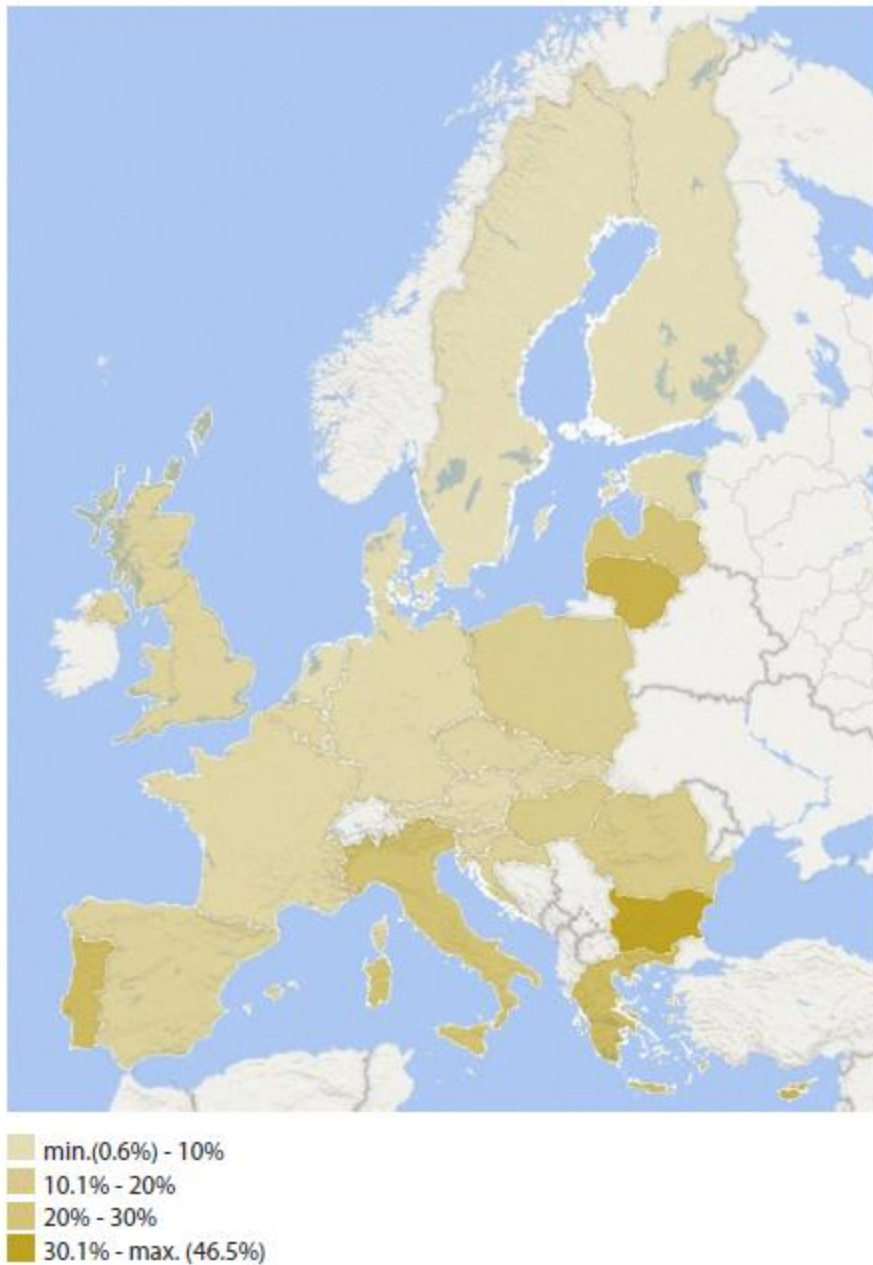 min.(0.6%) - 10%
10.1% - 20%
20% - 30%
30.1% - max. (46.5%)